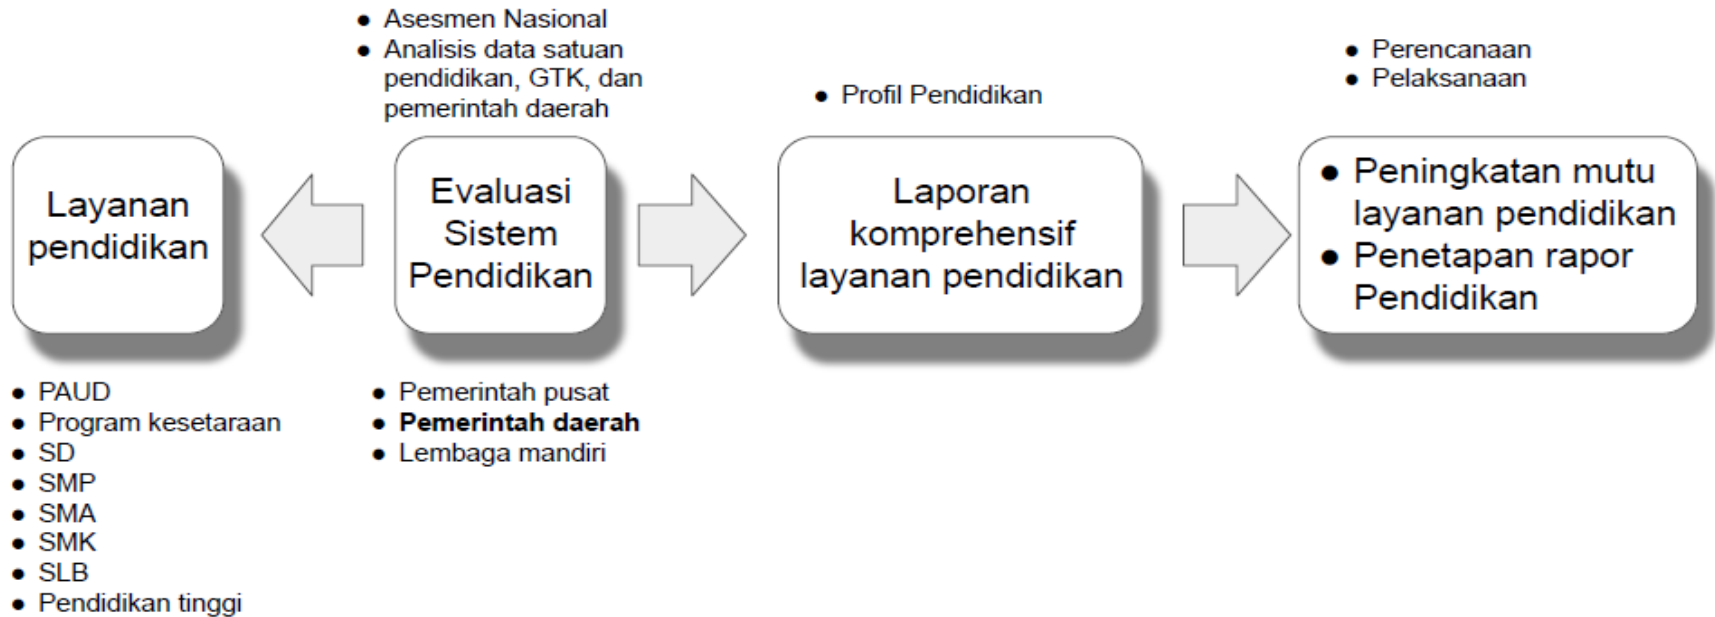 ● Asesmen Nasional
● Analisis data satuan
pendidikan, GTK, dan
pemerintah daerah
● Profil Pendidikan
● Perencanaan
● Pelaksanaan
Layanan
pendidikan
Evaluasi
Sistem
Pendidikan
Laporan
komprehensif
layanan pendidikan
● Peningkatan mutu
layanan pendidikan
● Penetapan rapor
Pendidikan
● PAUD
● Program kesetaraan
● SD
● SMP
● SMA
● SMK
● SLB
● Pendidikan tinggi
● Pemerintah pusat
● Pemerintah daerah
● Lembaga mandiri